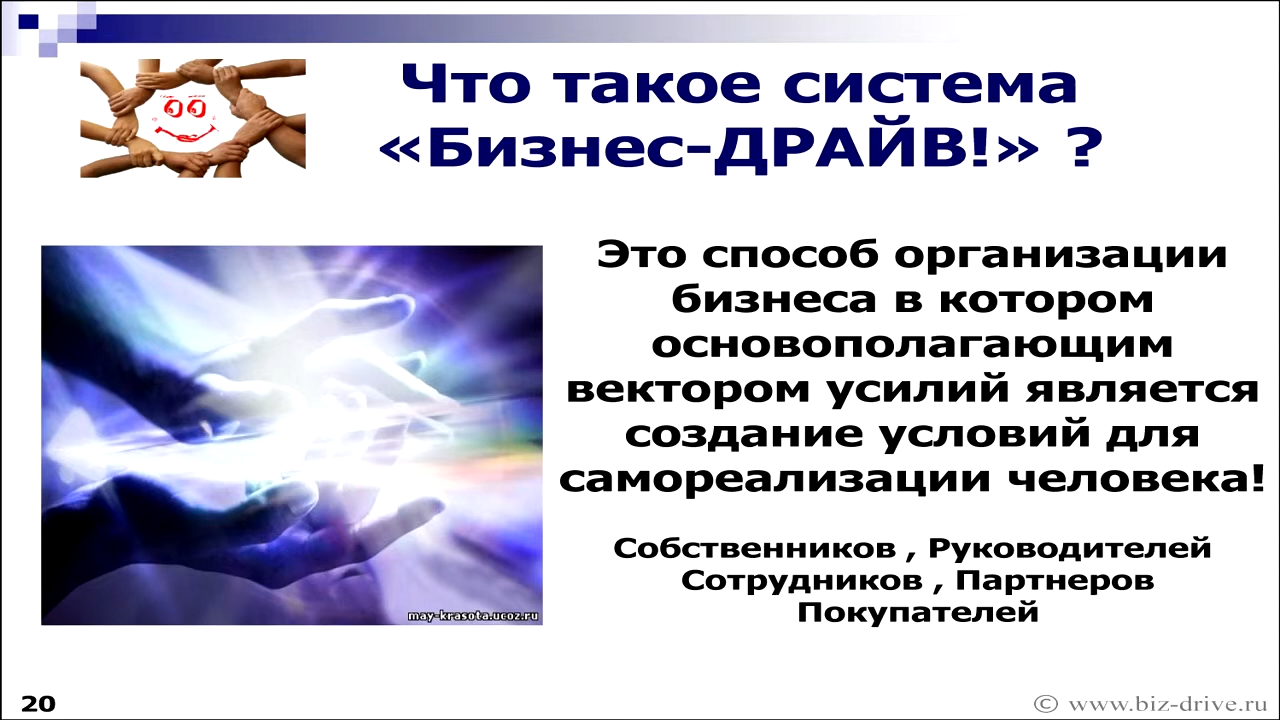 Что такое система
«Бизнес-ДРАЙВ!» ?
Это способ организации
бизнеса в котором
основополагающим
вектором усилий является
создание условий для
самореализации человека!
Собственников , Руководителей
Сотрудников , Партнеров
Покупателей
may-krasota.ucoz.ru
20
© www.biz-drive.ru